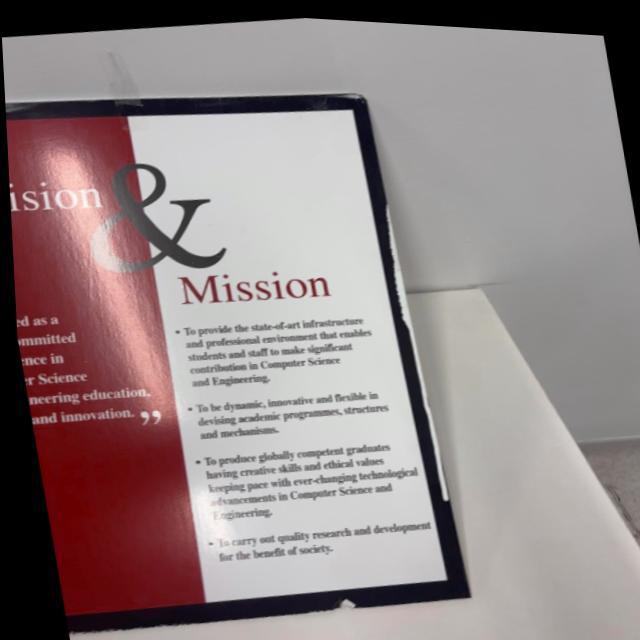 ision
&
ed as a
ommitted
nce in
r Science
neering education,
and innovation. ”
Mission
• To provide the state-of-art infrastructure
and professional environment that enables
students and staff to make significant
contribution in Computer Science
and Engineering.
• To be dynamic, innovative and flexible in
devising academic programmes, structures
and mechanisms.
• To produce globally competent graduates
having creative skills and ethical values
keeping pace with ever-changing technological
advancements in Computer Science and
Engineering.
• To carry out quality research and development
for the benefit of society.